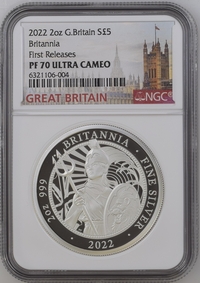 2022 2oz G.Britain S$5
Britannia
First Releases
PF 70 ULTRA CAMEO
6321106-004
GREAT BRITAIN
NGC
BRITANNIA
2oz 999
FINE SILVER
2022